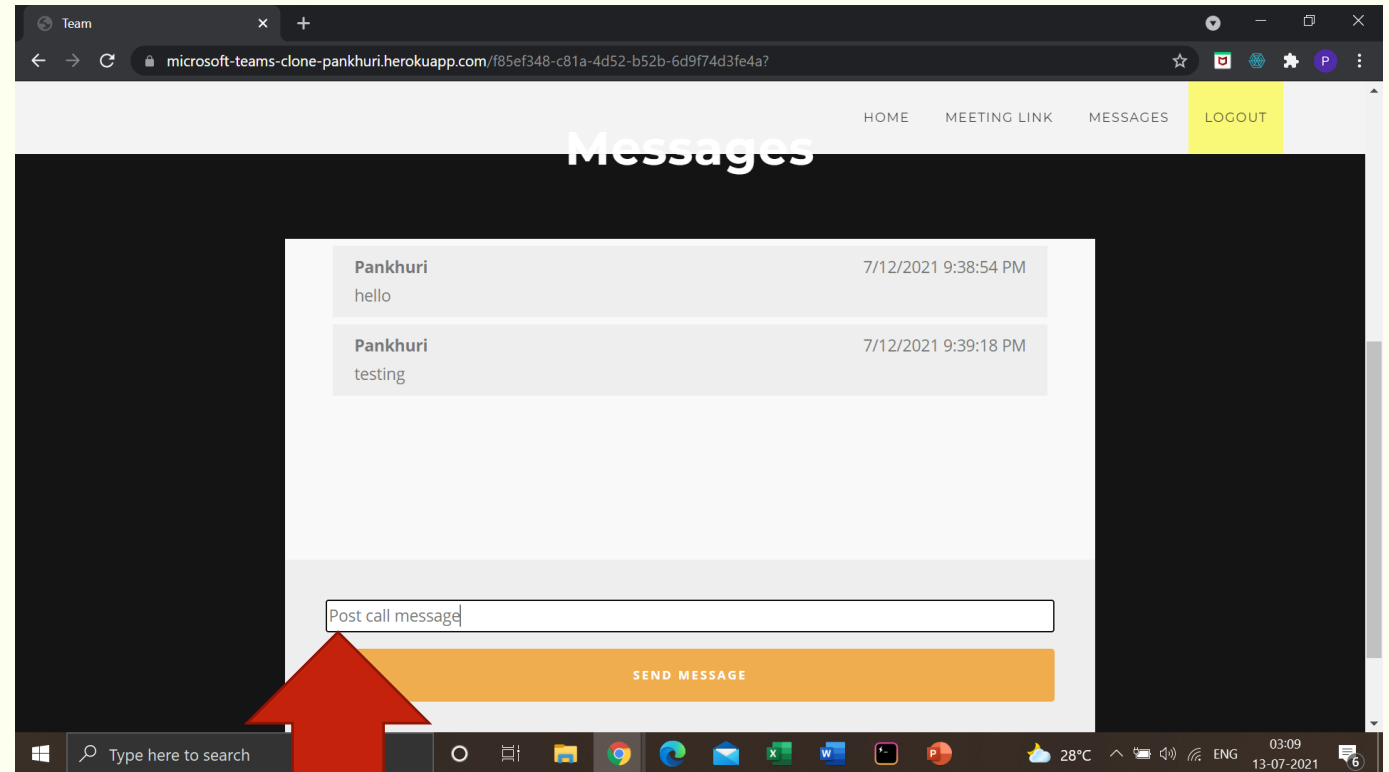 Team
microsoft-teams-clone-pankhuri.herokuapp.com/f85ef348-c81a-4d52-b52b-6d9f74d3fe4a?
P
HOME MEETING LINK MESSAGES LOGOUT
Messages
Pankhuri 7/12/2021 9:38:54 PM
hello
Pankhuri 7/12/2021 9:39:18 PM
testing
Post call message
SEND MESSAGE
Type here to search
28°C ENG 03:09
13-07-2021 6